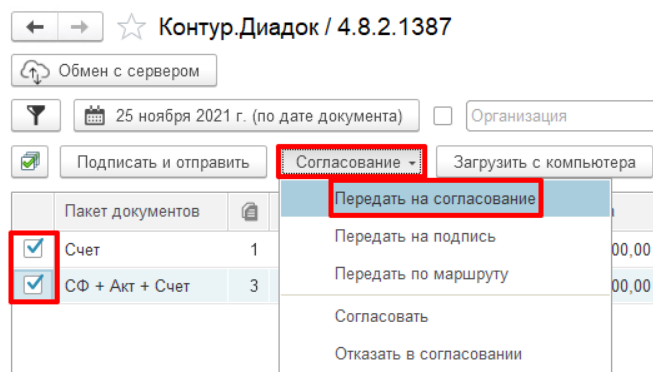 Контур.Диадок / 4.8.2.1387
Обмен с сервером
25 ноября 2021 г. (по дате документа) Организация
Подписать и отправить Согласование Загрузить с компьютера
Пакет документов Передать на согласование
Счет 1 Передать на подпись 00,00
СФ + Акт + Счет 3 Передать по маршруту 00,00
Согласовать
Отказать в согласовании